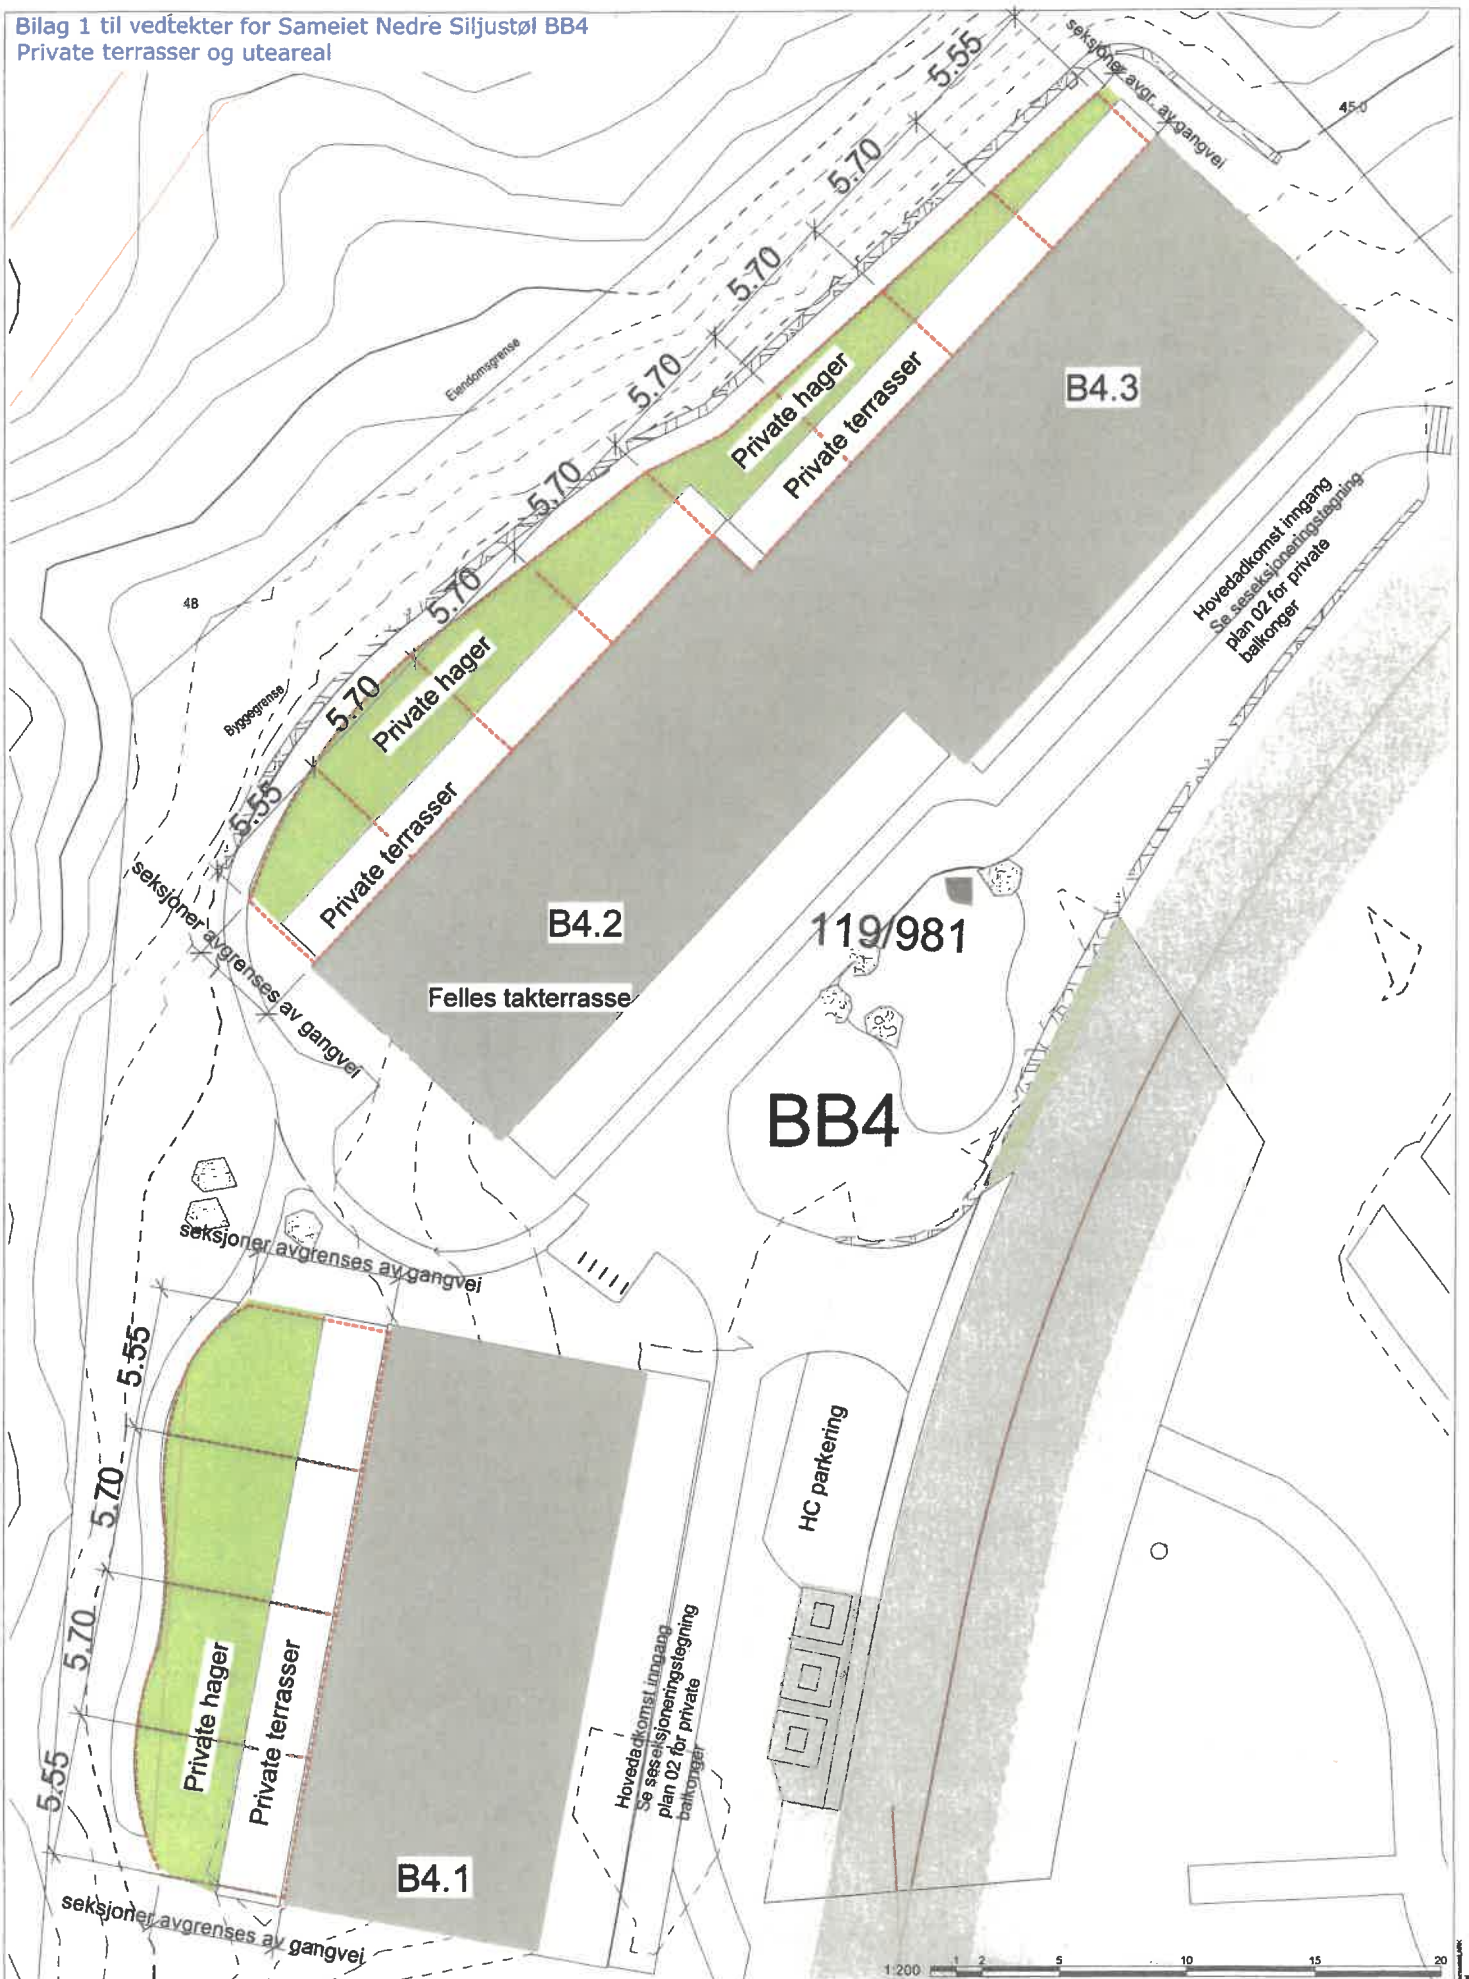 Bilag 1 til vedtekter for Sameiet Nedre Siljustøl BB4
Private terrasser og uteareal
seksjoner avgr. av gangvei
45.0
5.55
5.70
5.70
5.70
5.70
5.70
5.70
5.55
Eiendomsgrense
Byggegrense
48
Private hager
Private terrasser
B4.3
Hovedadkomst inngang
Se seseksjoneringstegning
plan 02 for private
balkonger
Private hager
Private terrasser
B4.2
Felles takterrasse
119/981
BB4
seksjoner avgrenses av gangvei
seksjoner avgrenses av gangvei
5.55
5.70
5.70
5.55
Private hager
Private terrasser
B4.1
HC parkering
Hovedadkomst inngang
Se seseksjoneringstegning
plan 02 for private
balkonger
seksjoner avgrenses av gangvei
1:200 1 2 5 10 15 20